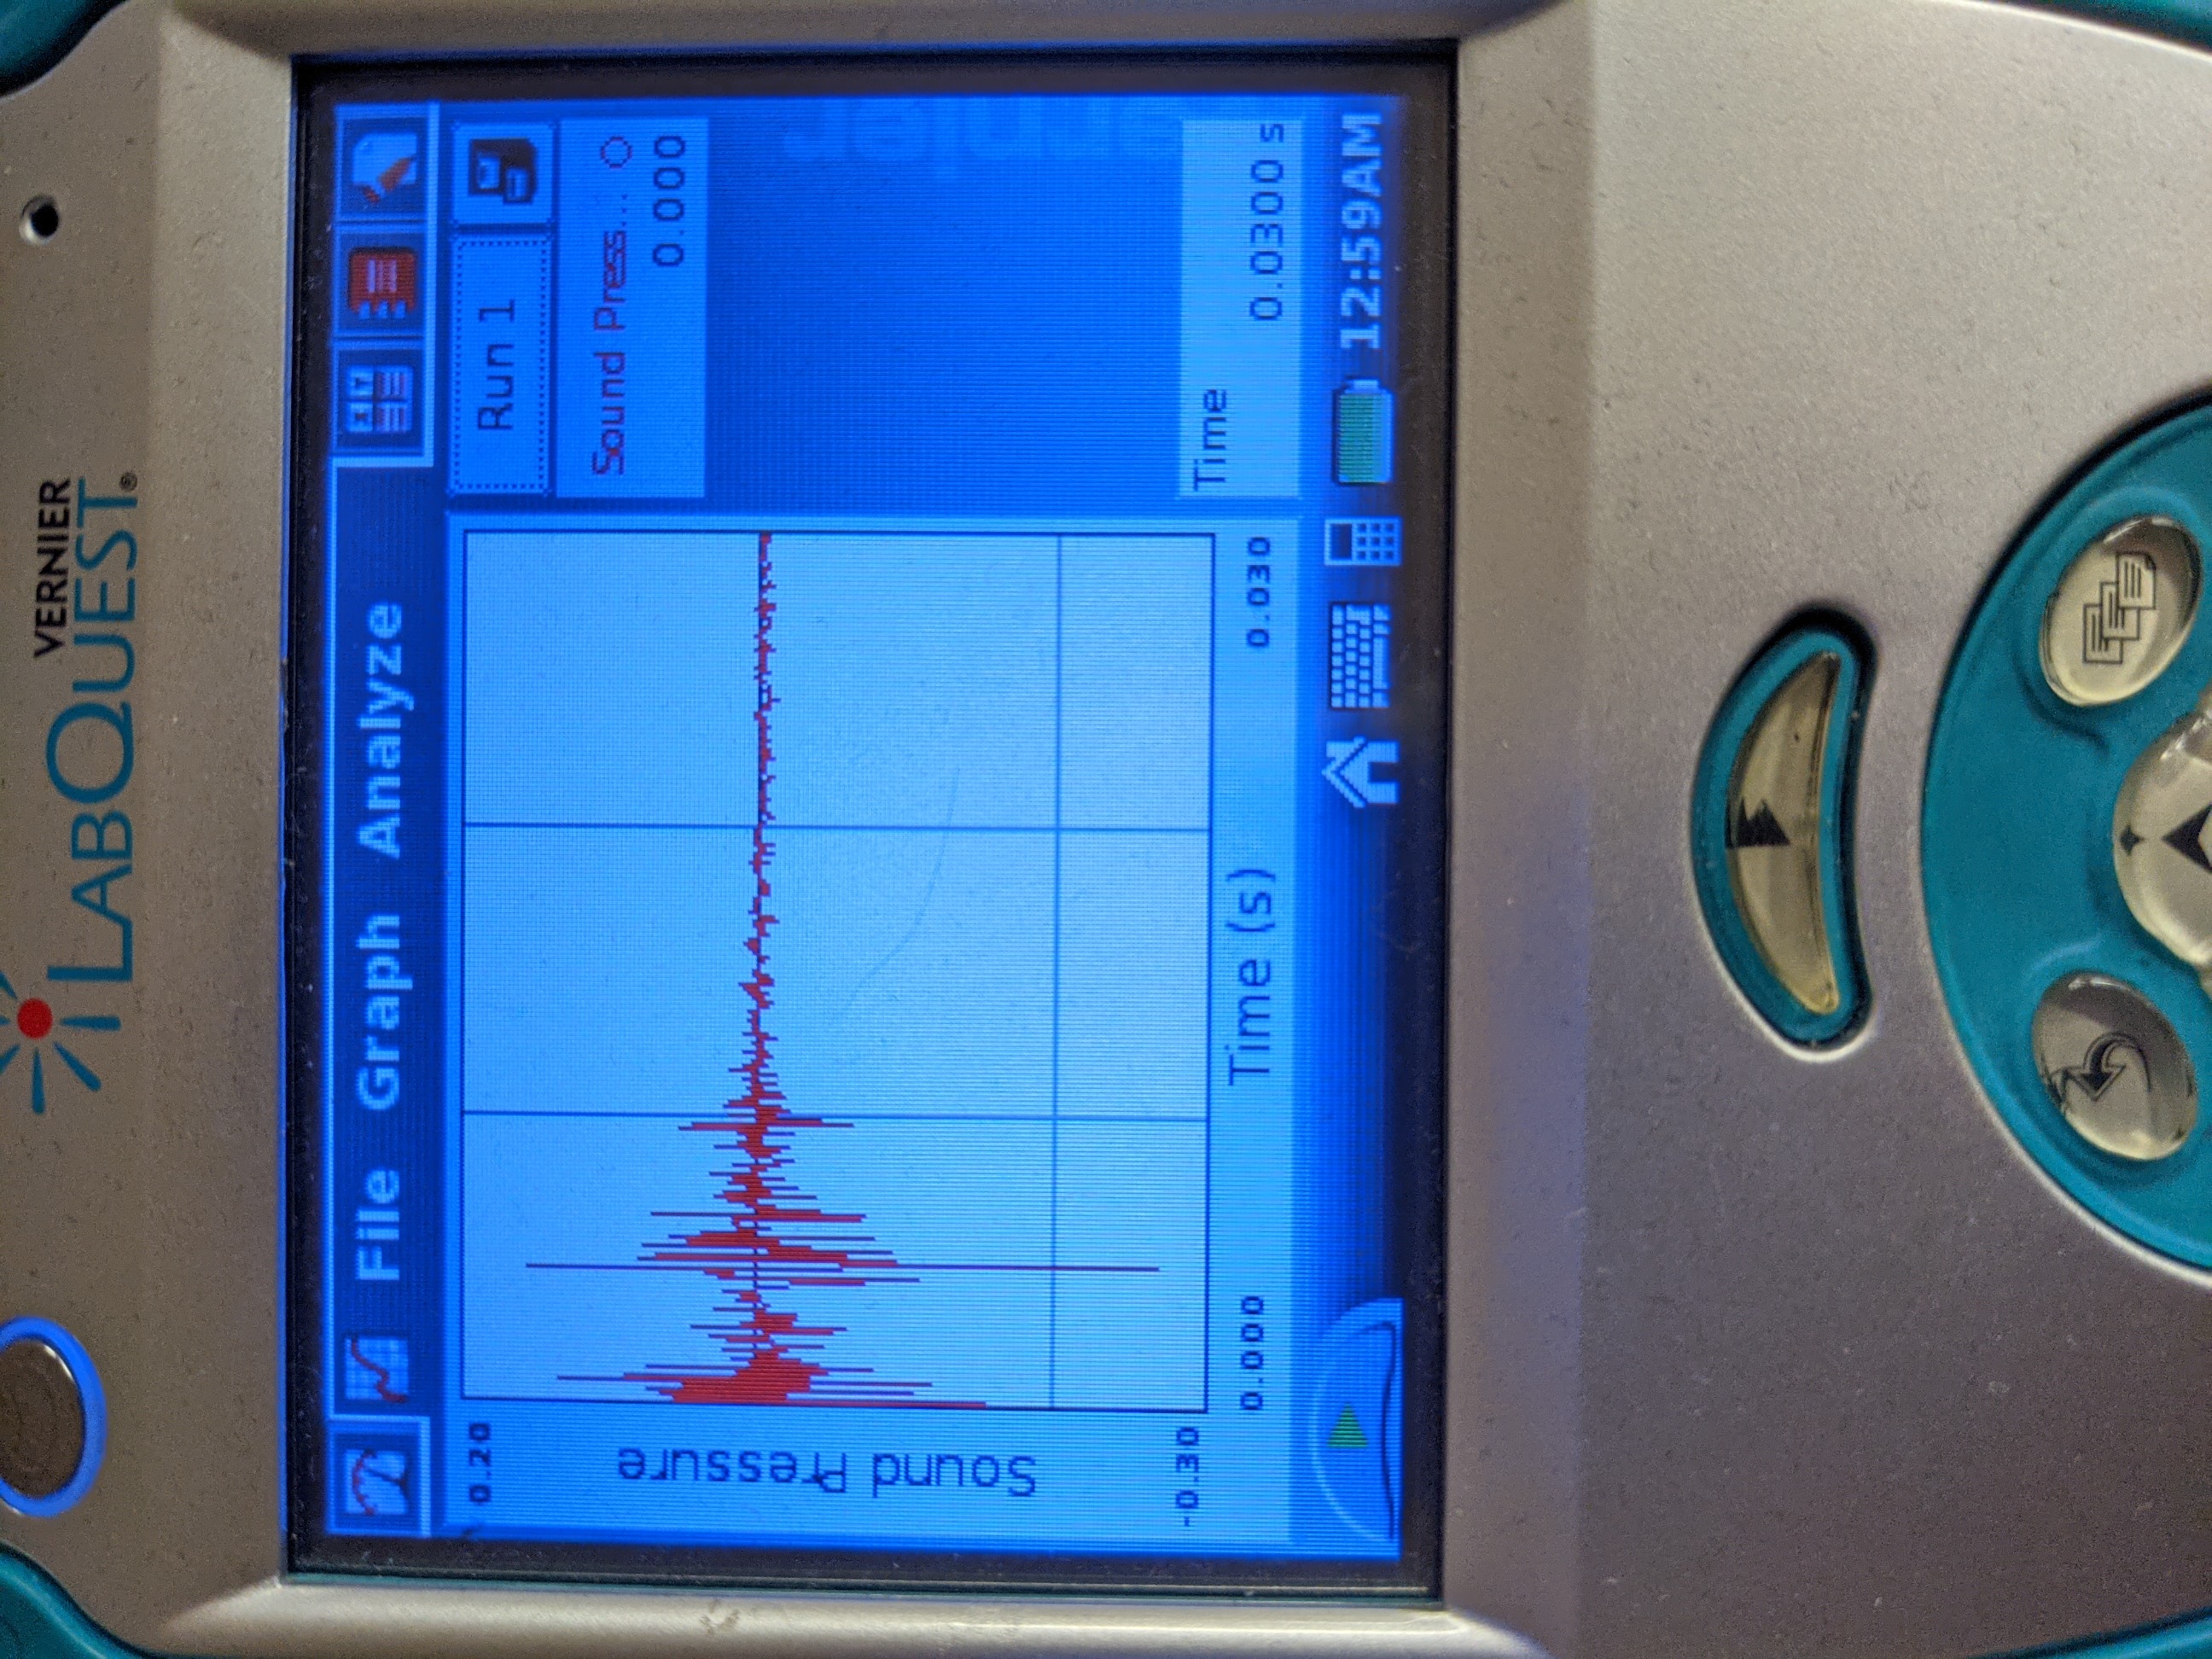 VERNIER
LABQUEST®
File Graph Analyze
Run 1
Sound Press...
0.000
0.20
Sound Pressure
-0.30
0.000
0.030
Time (s)
Time
0.0300 s
12:59AM